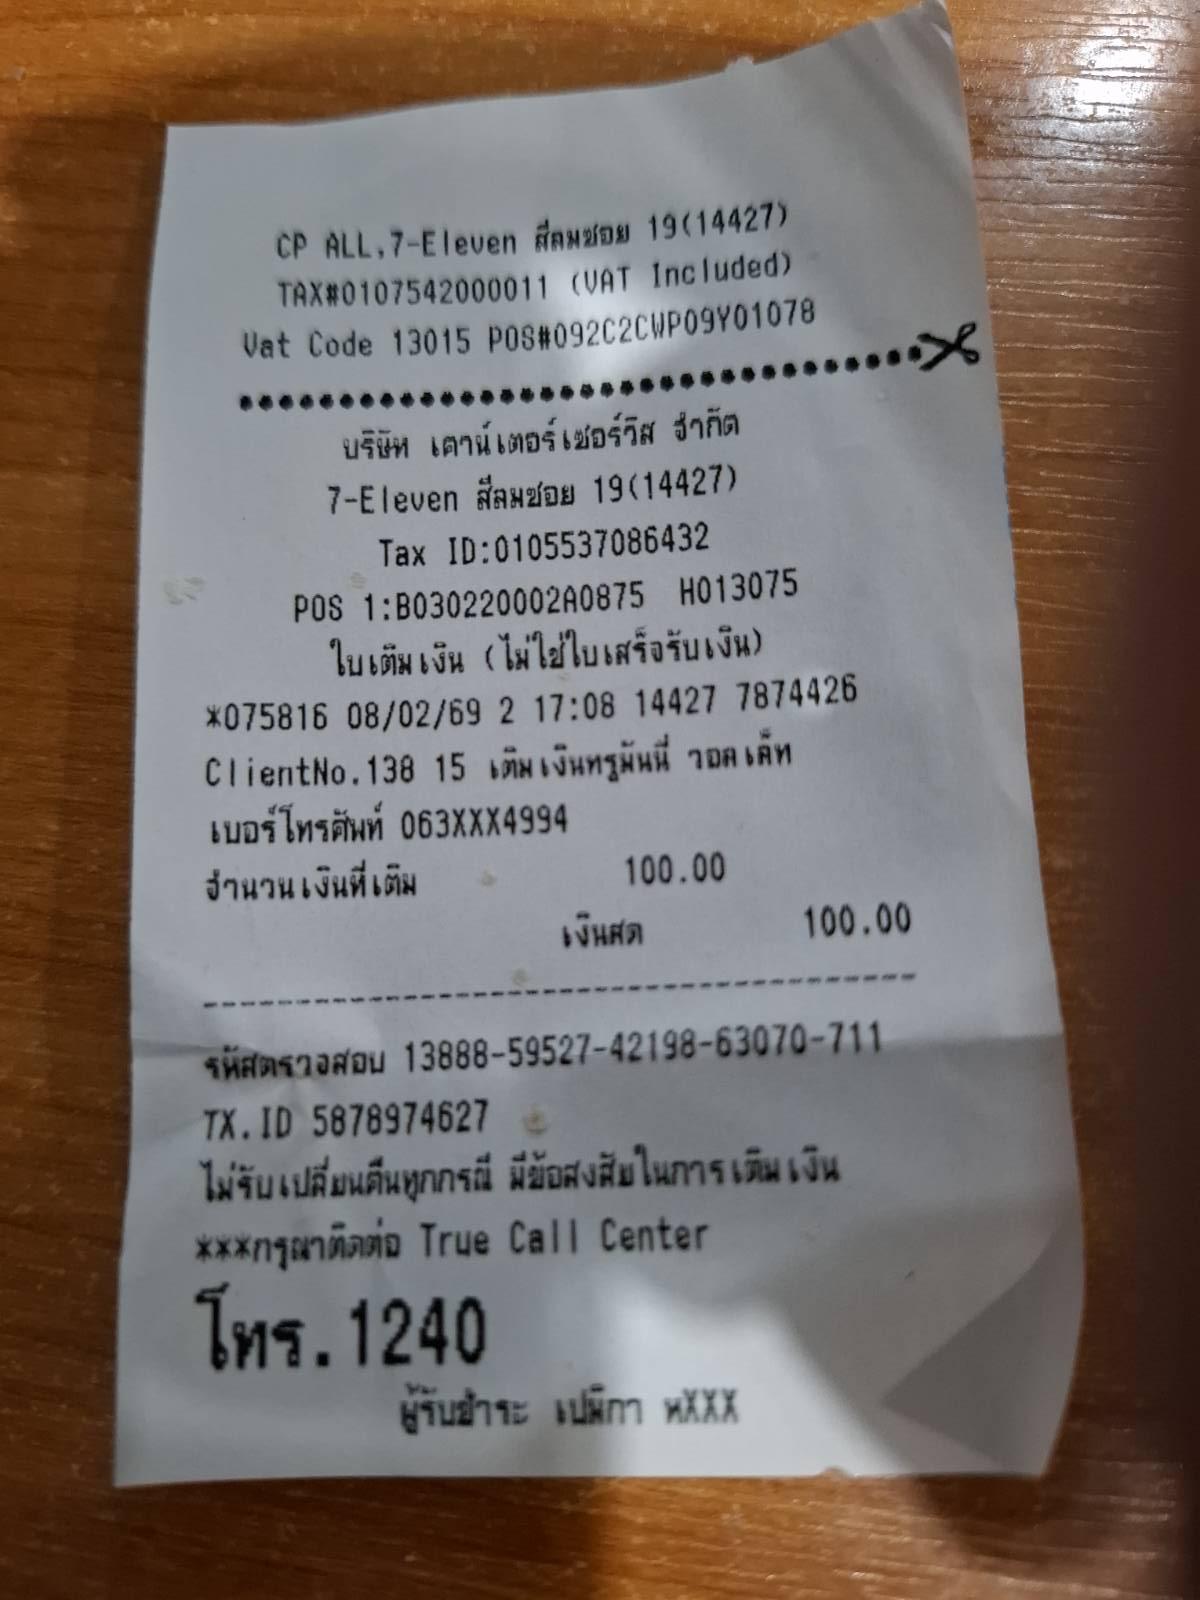 CP ALL,7-Eleven สีลมซอย 19(14427)
TAX#0107542000011 (VAT Included)
Vat Code 13015 POS#092C2CWP09Y01078
บริษัท เคาน์เตอร์เซอร์วิส จำกัด
7-Eleven สีลมซอย 19(14427)
Tax ID:0105537086432
POS 1:B030220002A0875 H013075
ใบเติมเงิน (ไม่ใช่ใบเสร็จรับเงิน)
*075816 08/02/69 2 17:08 14427 7874426
ClientNo.138 15 เติมเงินทรูมันนี่ วอลเล็ท
เบอร์โทรศัพท์ 063XXX4994
จำนวนเงินที่เติม 100.00
เงินสด 100.00
รหัสตรวจสอบ 13888-59527-42198-63070-711
TX.ID 5878974627
ไม่รับเปลี่ยนคืนทุกกรณี มีข้อสงสัยในการเติมเงิน
***กรุณาติดต่อ True Call Center
โทร.1240
ผู้รับชำระ เปมิกา หXXX